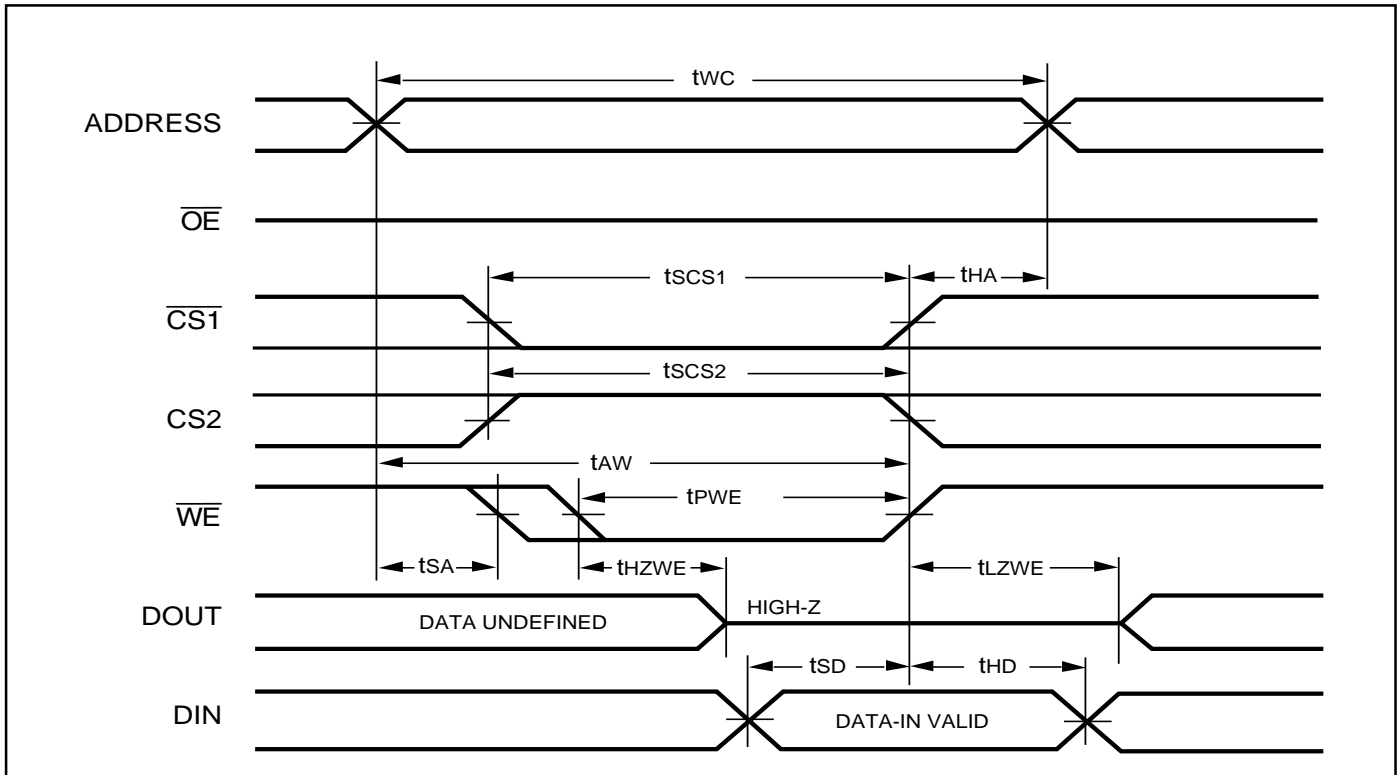 tWC
ADDRESS
OE
tSCS1
tHA
CS1
tSCS2
CS2
tAW
tPWE
WE
tSA
tHZWE
tLZWE
DOUT
DATA UNDEFINED
HIGH-Z
tSD
tHD
DIN
DATA-IN VALID